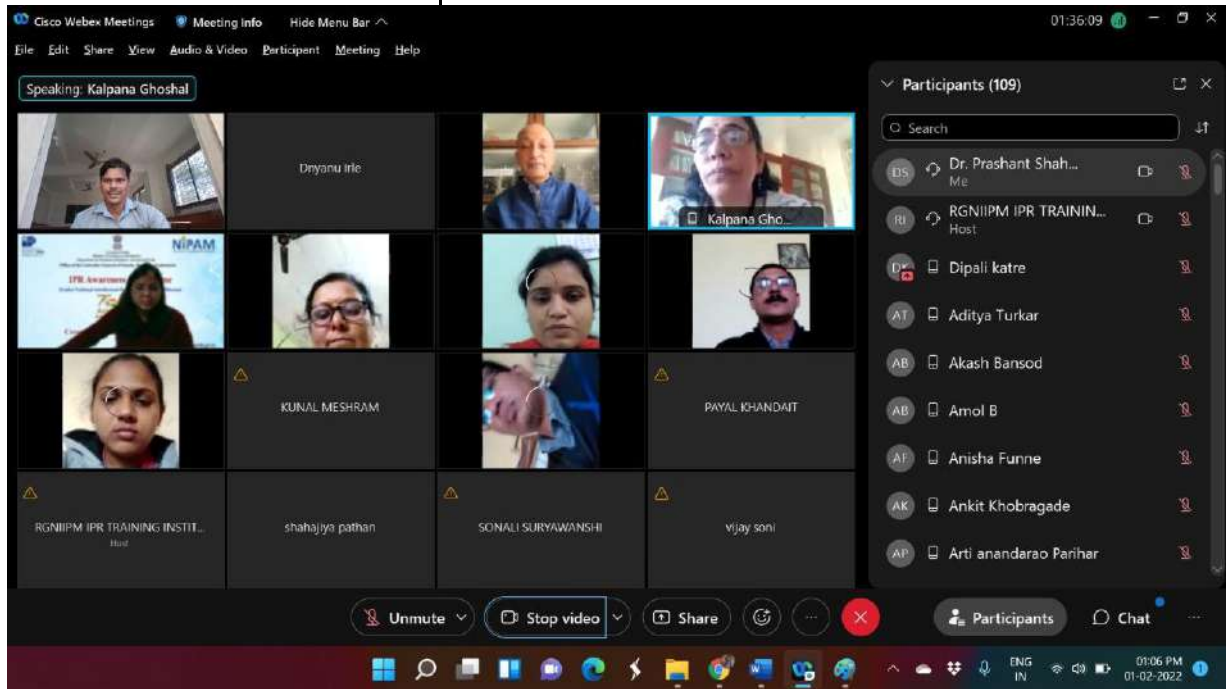 Cisco Webex Meetings Meeting Info Hide Menu Bar
01:36:09
File Edit Share View Audio & Video Participant Meeting Help
Speaking: Kalpana Ghoshal
Dnyanu Irle
Kalpana Gho...
NIPAM
IPR Awareness
KUNAL MESHRAM
PAYAL KHANDAIT
RGNIIPM IPR TRAINING INSTIT...
Host
shahajiya pathan
SONALI SURYAWANSHI
vijay soni
Participants (109)
Search
DS Dr. Prashant Shah...
Me
RI RGNIIPM IPR TRAININ...
Host
DK Dipali katre
AT Aditya Turkar
AB Akash Bansod
AB Amol B
AF Anisha Funne
AK Ankit Khobragade
AP Arti anandarao Parihar
Unmute Stop video Share Participants Chat
ENG
IN
01:06 PM
01-02-2022
1